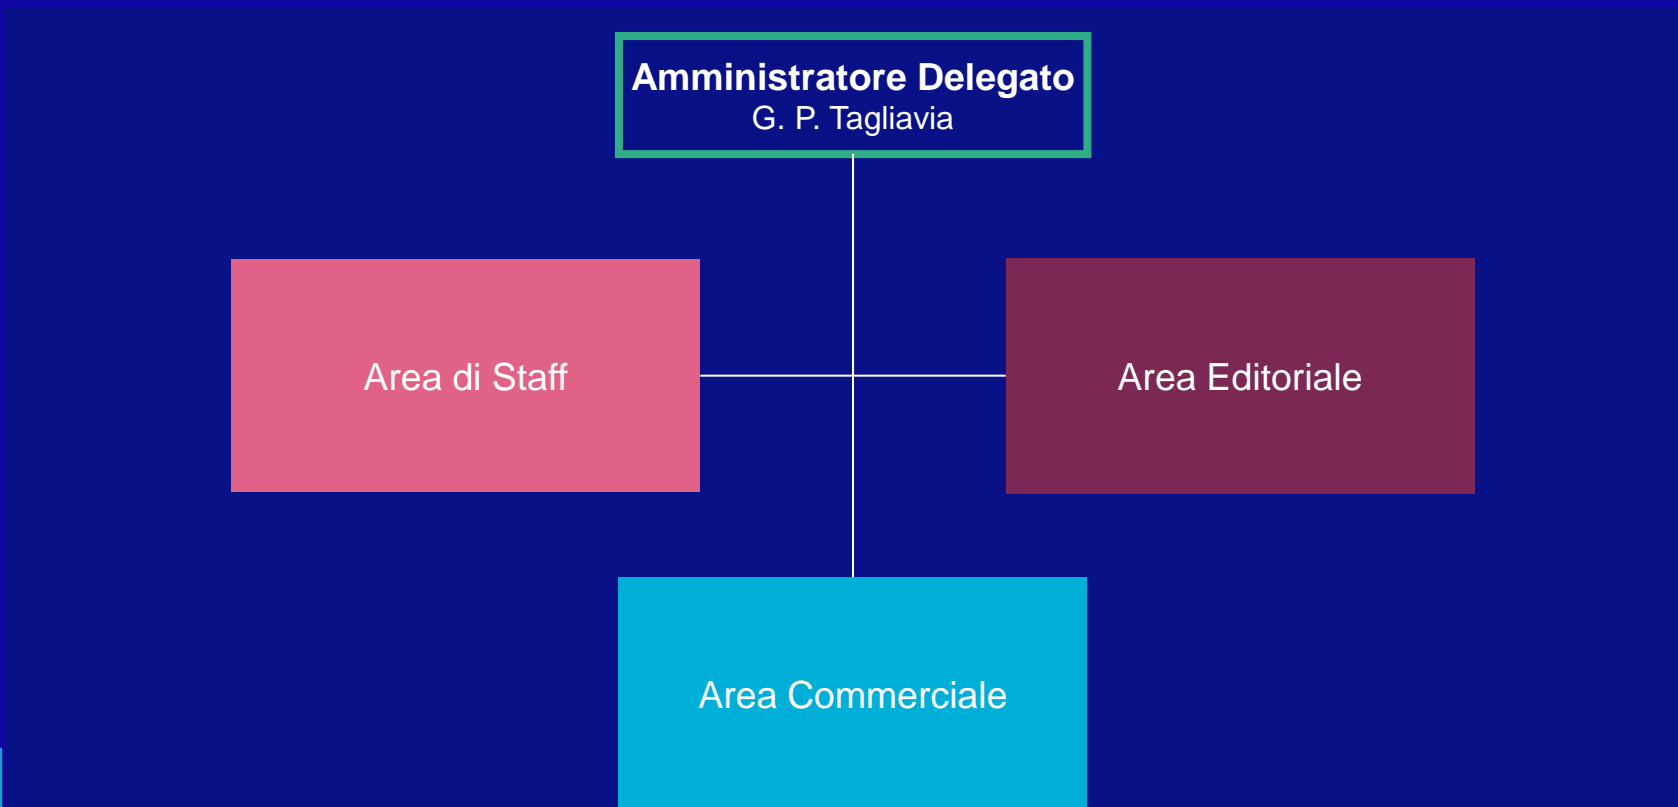 Amministratore Delegato
G. P. Tagliavia
Area di Staff
Area Editoriale
Area Commerciale